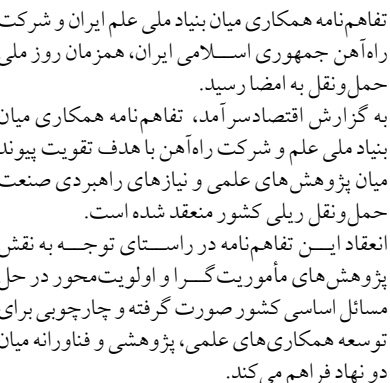 تفاهم‌نامه همکاری میان بنیاد ملی علم ایران و شرکت
راه‌آهن جمهوری اسلامی ایران، همزمان روز ملی
حمل‌ونقل به امضا رسید.
به گزارش اقتصادسرآمد، تفاهم‌نامه همکاری میان
بنیاد ملی علم و شرکت راه‌آهن با هدف تقویت پیوند
میان پژوهش‌های علمی و نیازهای راهبردی صنعت
حمل‌ونقل ریلی کشور منعقد شده است.
انعقاد ایـن تفاهم‌نامه در راسـتای توجـه به نقش
پژوهش‌های مأموریت‌گـرا و اولویت‌محور در حل
مسائل اساسی کشور صورت گرفته و چارچوبی برای
توسعه همکاری‌های علمی، پژوهشی و فناورانه میان
دو نهاد فراهم می‌کند.